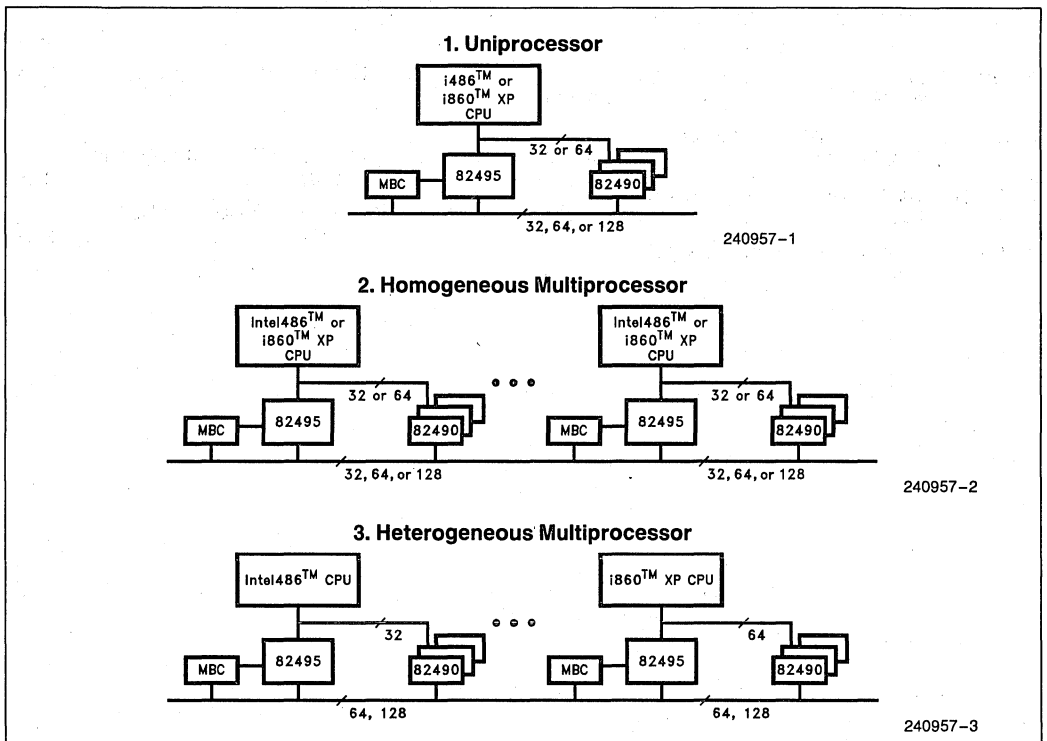 1. Uniprocessor
i486™ or
i860™ XP
CPU
32 or 64
MBC
82495
82490
32, 64, or 128
240957-1
2. Homogeneous Multiprocessor
Intel486™ or
i860™ XP
CPU
32 or 64
MBC
82495
82490
32, 64, or 128
Intel486™ or
i860™ XP
CPU
32 or 64
MBC
82495
82490
32, 64, or 128
240957-2
3. Heterogeneous Multiprocessor
Intel486™ CPU
32
MBC
82495
82490
64, 128
i860™ XP CPU
64
MBC
82495
82490
64, 128
240957-3